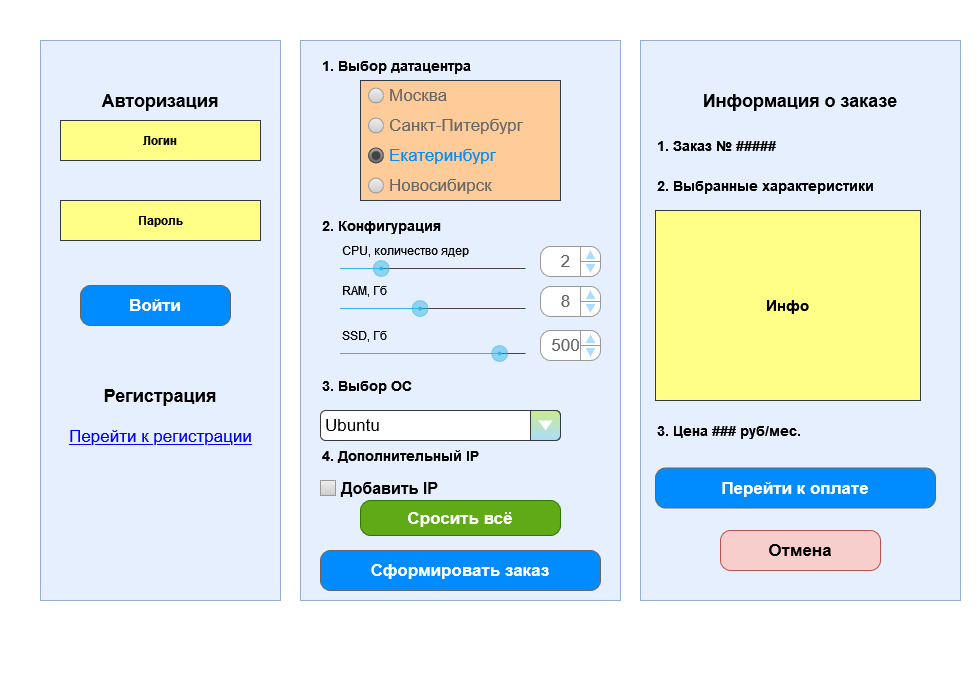 Авторизация
Логин
Пароль
Войти
Регистрация
Перейти к регистрации
1. Выбор датацентра
Москва
Санкт-Питербург
Екатеринбург
Новосибирск
2. Конфигурация
CPU, количество ядер
2
RAM, Гб
8
SSD, Гб
500
3. Выбор ОС
Ubuntu
4. Дополнительный IP
Добавить IP
Сросить всё
Сформировать заказ
Информация о заказе
1. Заказ № #####
2. Выбранные характеристики
Инфо
3. Цена ### руб/мес.
Перейти к оплате
Отмена